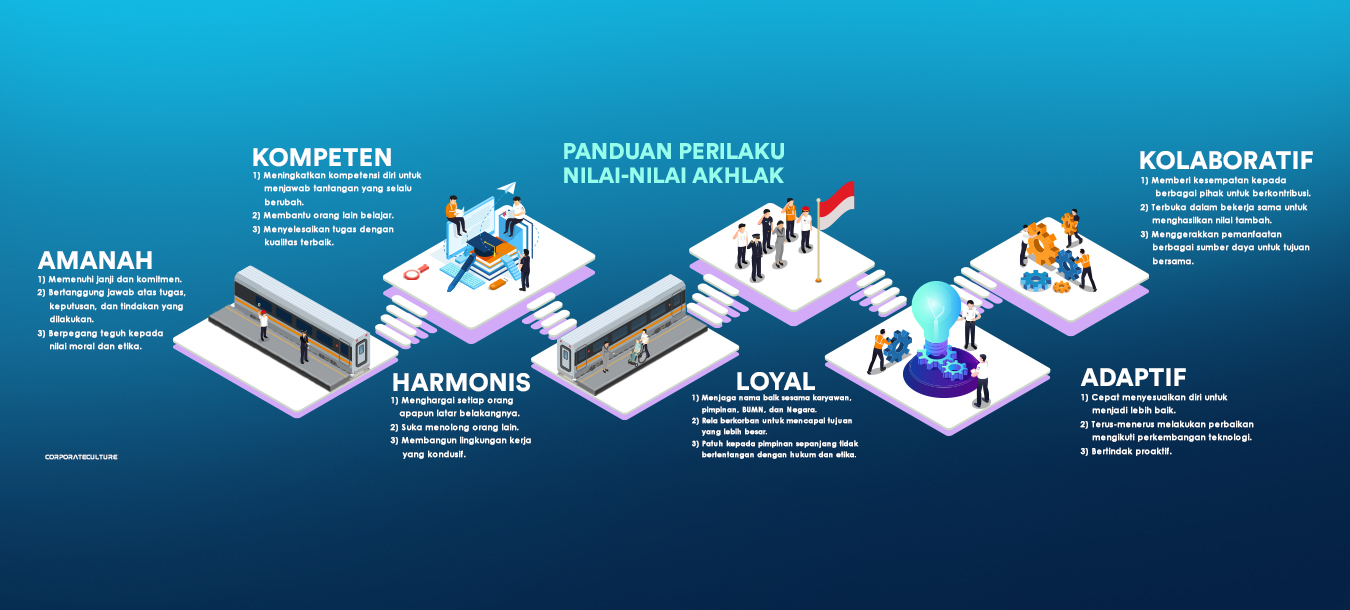 PANDUAN PERILAKU
NILAI-NILAI AKHLAK
AMANAH
1) Memenuhi janji dan komitmen.
2) Bertanggung jawab atas tugas,
keputusan, dan tindakan yang
dilakukan.
3) Berpegang teguh kepada
nilai moral dan etika.
KOMPETEN
1) Meningkatkan kompetensi diri untuk
menjawab tantangan yang selalu
berubah.
2) Membantu orang lain belajar.
3) Menyelesaikan tugas dengan
kualitas terbaik.
HARMONIS
1) Menghargai setiap orang
apapun latar belakangnya.
2) Suka menolong orang lain.
3) Membangun lingkungan kerja
yang kondusif.
LOYAL
1) Menjaga nama baik sesama karyawan,
pimpinan, BUMN, dan Negara.
2) Rela berkorban untuk mencapai tujuan
yang lebih besar.
3) Patuh kepada pimpinan sepanjang tidak
bertentangan dengan hukum dan etika.
ADAPTIF
1) Cepat menyesuaikan diri untuk
menjadi lebih baik.
2) Terus-menerus melakukan perbaikan
mengikuti perkembangan teknologi.
3) Bertindak proaktif.
KOLABORATIF
1) Memberi kesempatan kepada
berbagai pihak untuk berkontribusi.
2) Terbuka dalam bekerja sama untuk
menghasilkan nilai tambah.
3) Menggerakkan pemanfaatan
berbagai sumber daya untuk tujuan
bersama.
CORPORATECULTURE